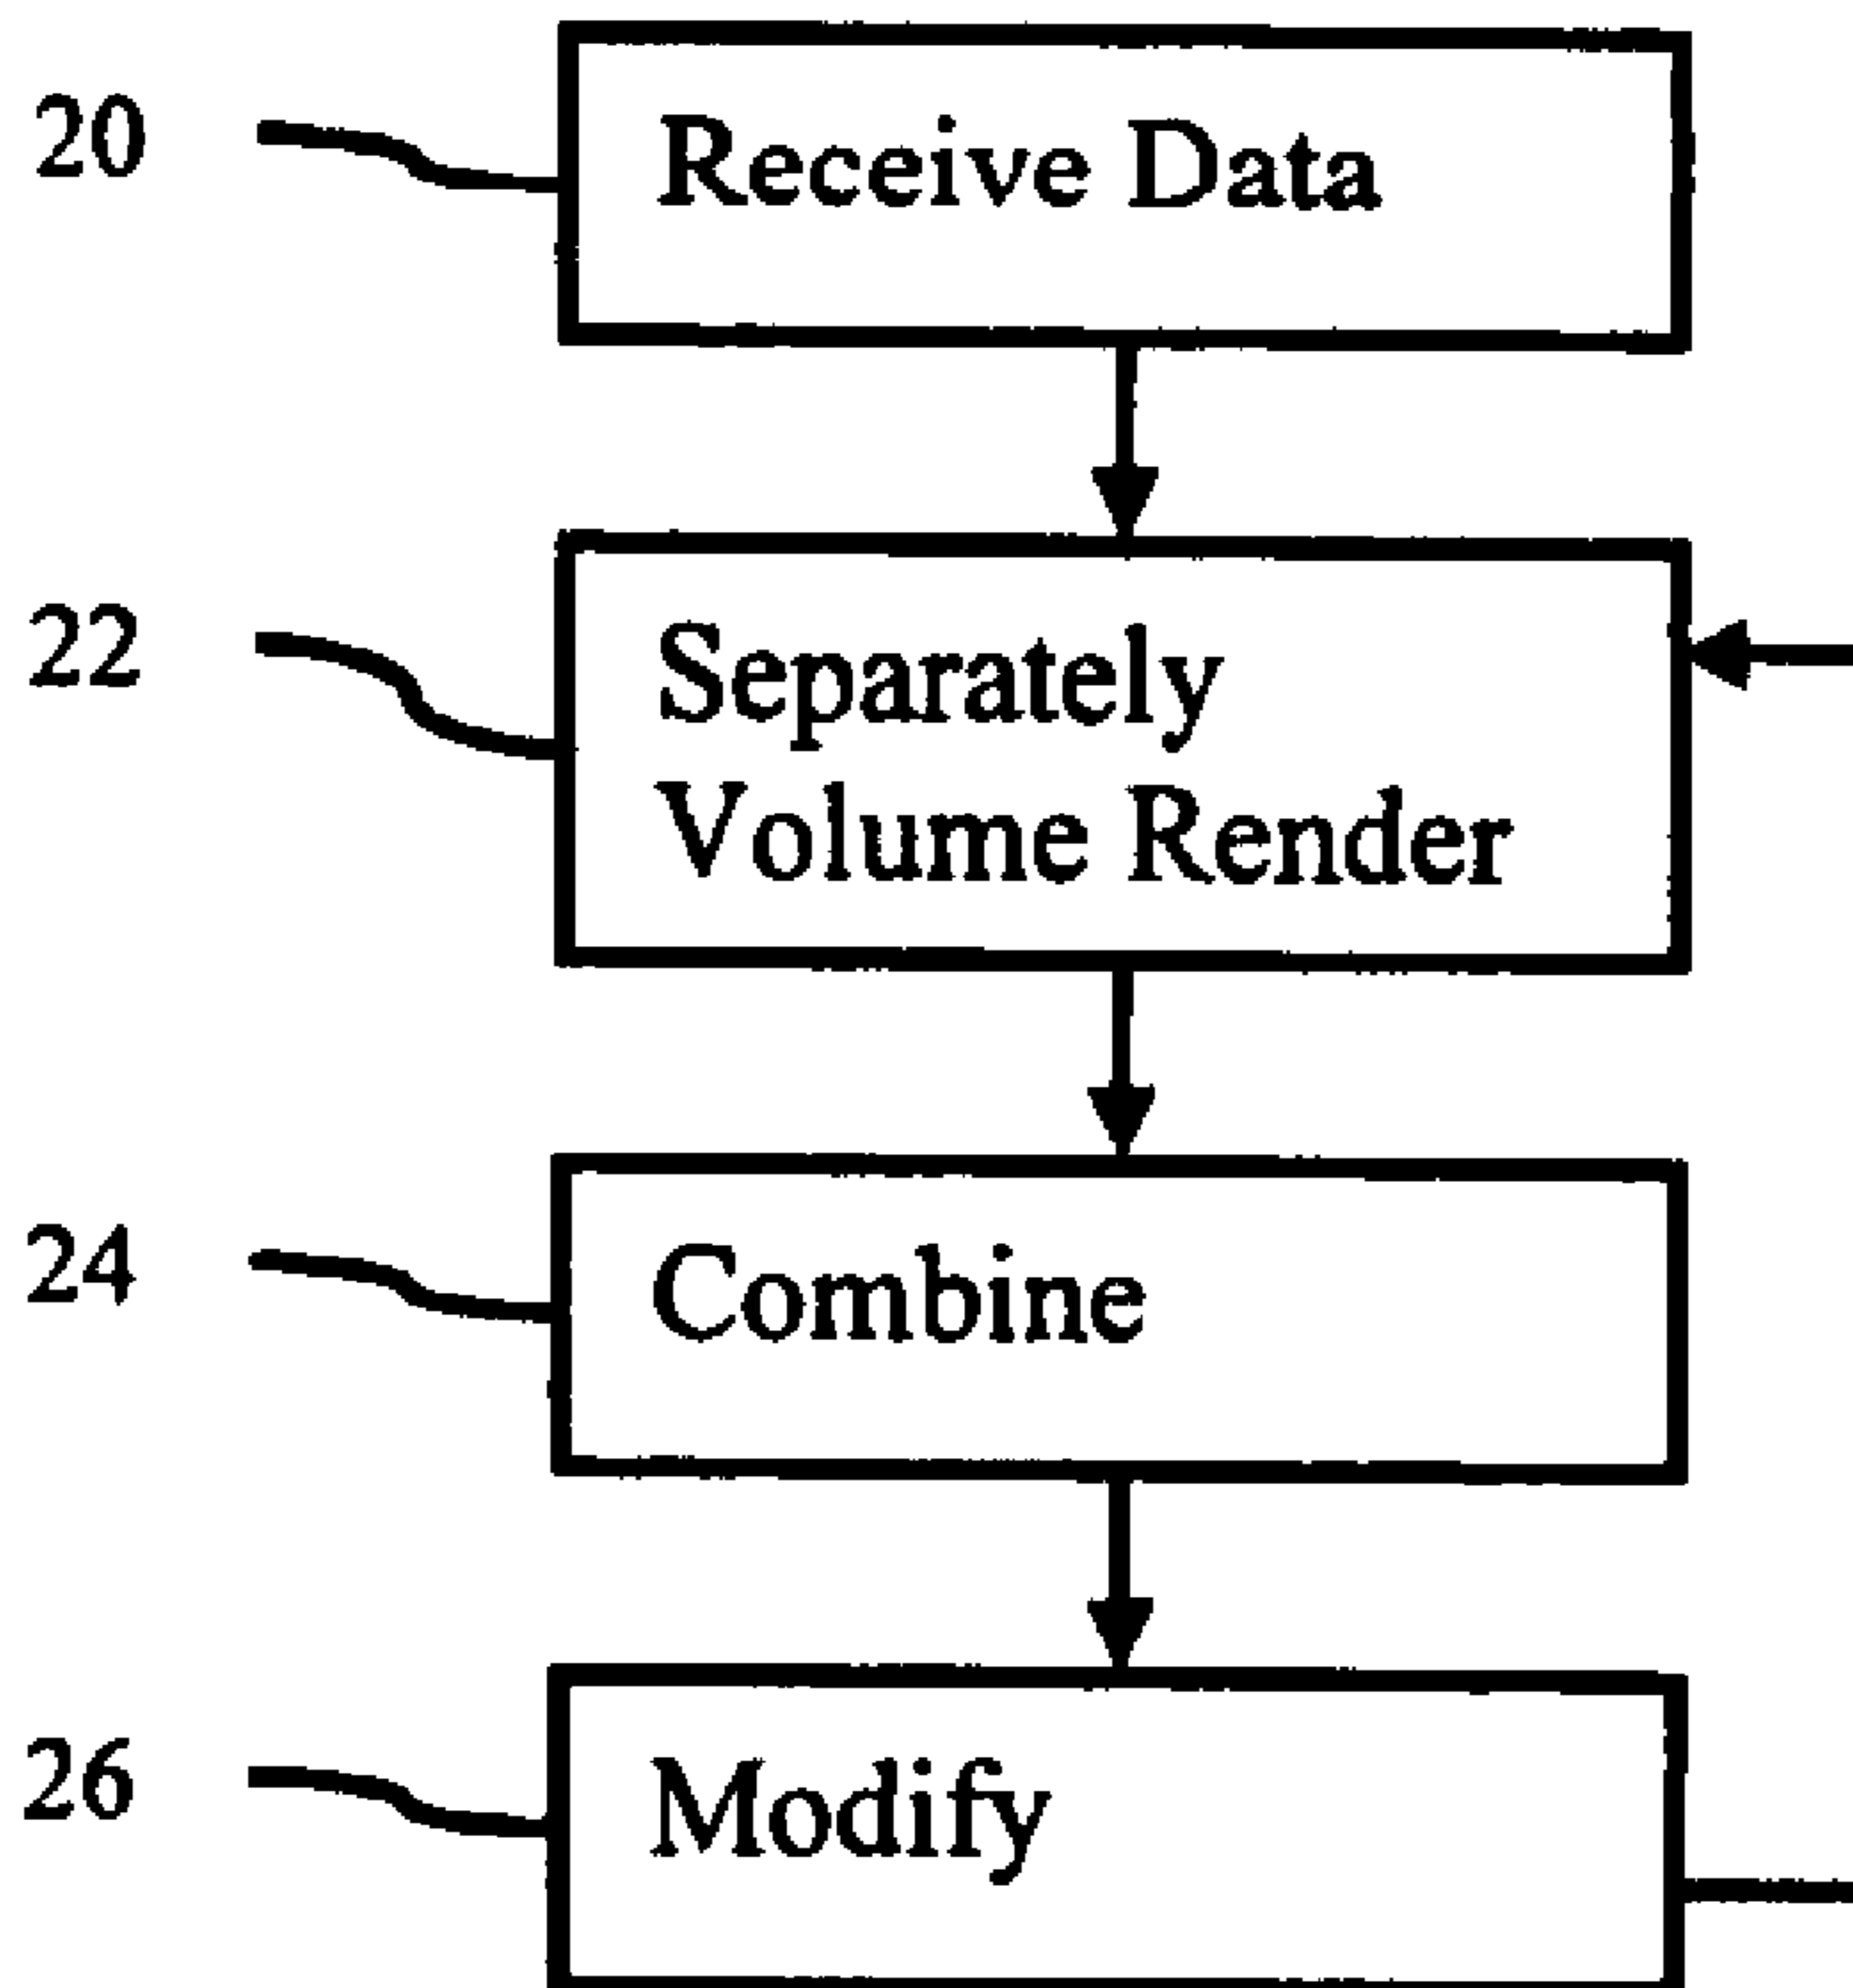 20
Receive Data
22
Separately
Volume Render
24
Combine
26
Modify